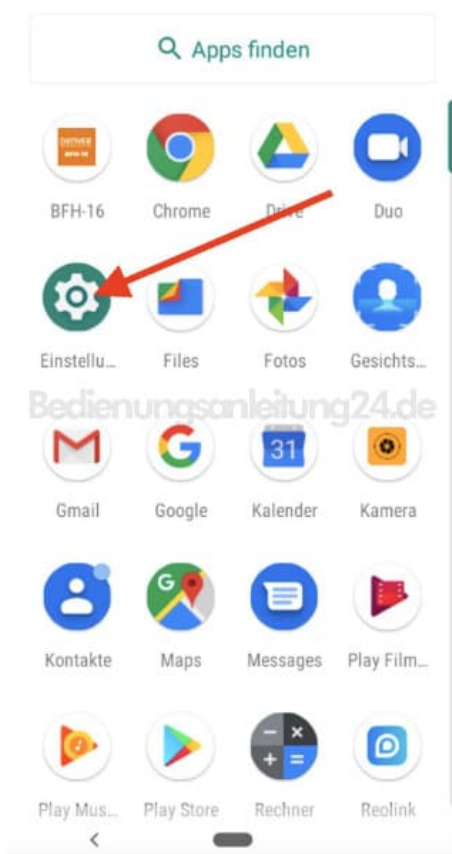 Apps finden
BFH-16 Chrome Drive Duo
Einstellu... Files Fotos Gesichts...
Bedienungsanleitung24.de
31
Gmail Google Kalender Kamera
G
Kontakte Maps Messages Play Film...
Play Mus... Play Store Rechner Reolink